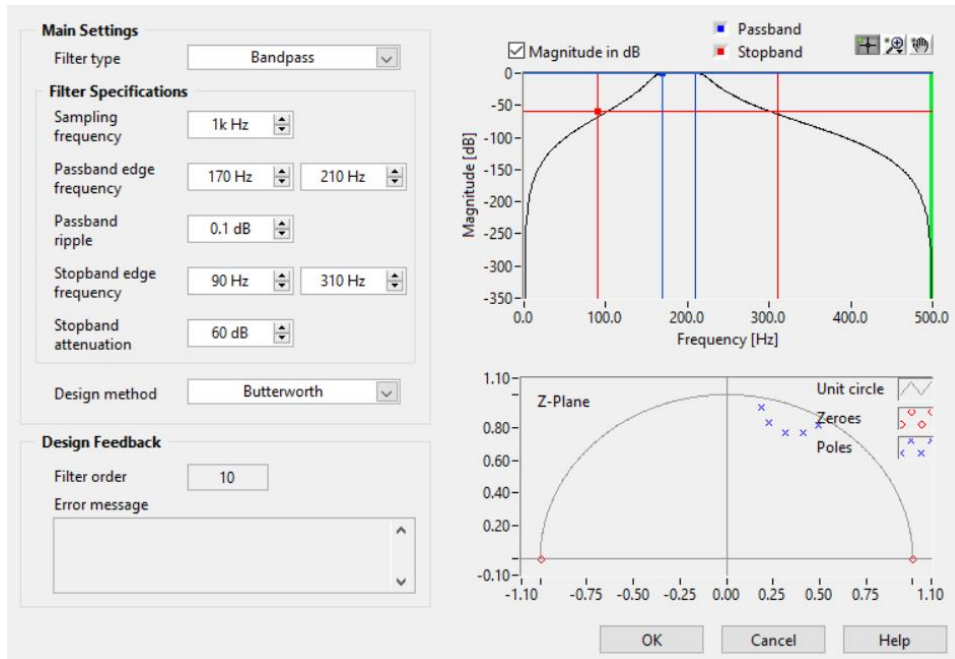 Main Settings
Filter type
Bandpass
Filter Specifications
Sampling
frequency
1k Hz
Passband edge
frequency
170 Hz
210 Hz
Passband
ripple
0.1 dB
Stopband edge
frequency
90 Hz
310 Hz
Stopband
attenuation
60 dB
Design method
Butterworth
Design Feedback
Filter order
10
Error message
Passband
Stopband
Magnitude in dB
Magnitude [dB]
0
-50
-100
-150
-200
-250
-300
-350
0.0 100.0 200.0 300.0 400.0 500.0
Frequency [Hz]
Z-Plane
Unit circle
Zeroes
Poles
1.10
0.80
0.60
0.40
0.20
-0.10
-1.10 -0.75 -0.50 -0.25 0.00 0.25 0.50 0.75 1.10
OK
Cancel
Help